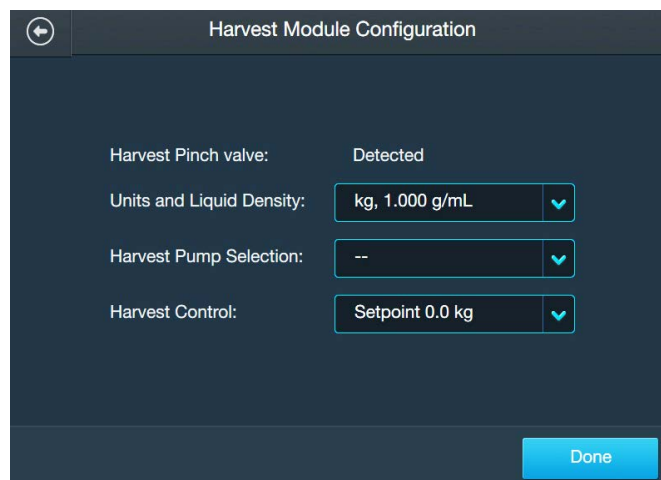 Harvest Module Configuration
Harvest Pinch valve: Detected
Units and Liquid Density: kg, 1.000 g/mL
Harvest Pump Selection: --
Harvest Control: Setpoint 0.0 kg
Done